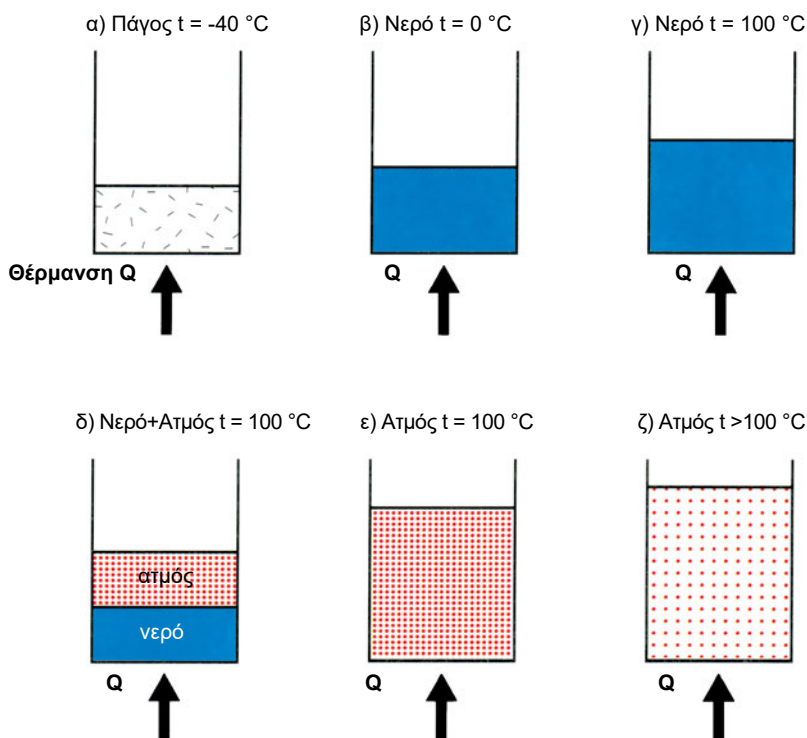 α) Πάγος t = -40 °C
β) Νερό t = 0 °C
γ) Νερό t = 100 °C
Θέρμανση Q
Q
Q
δ) Νερό+Ατμός t = 100 °C
ε) Ατμός t = 100 °C
ζ) Ατμός t >100 °C
ατμός
νερό
Q
Q
Q